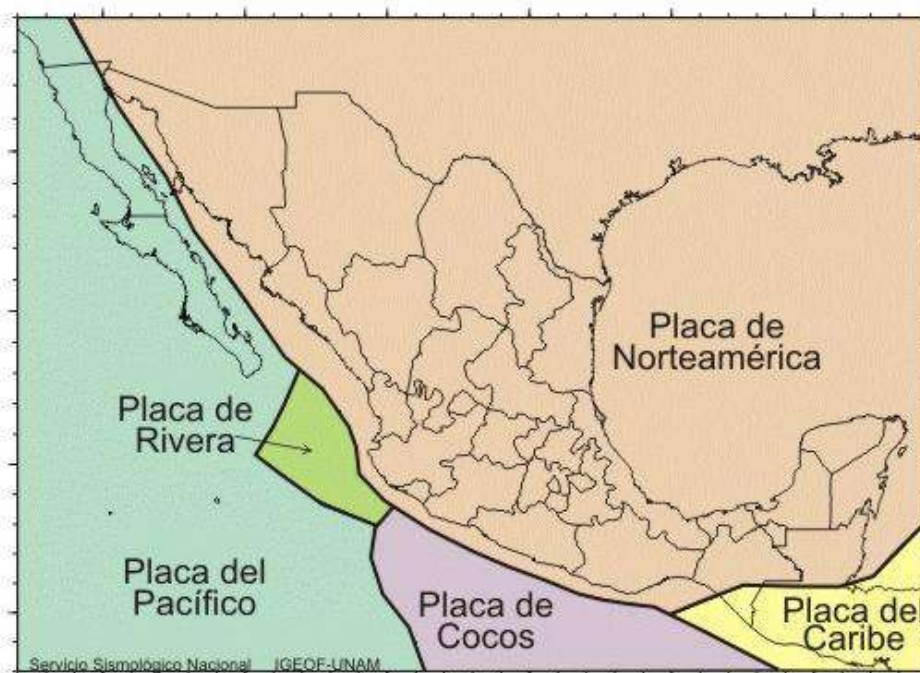 Placa de
Norteamérica
Placa de
Rivera
Placa del
Pacífico
Placa de
Cocos
Placa del
Caribe
Servicio Sismológico Nacional IGEOF-UNAM